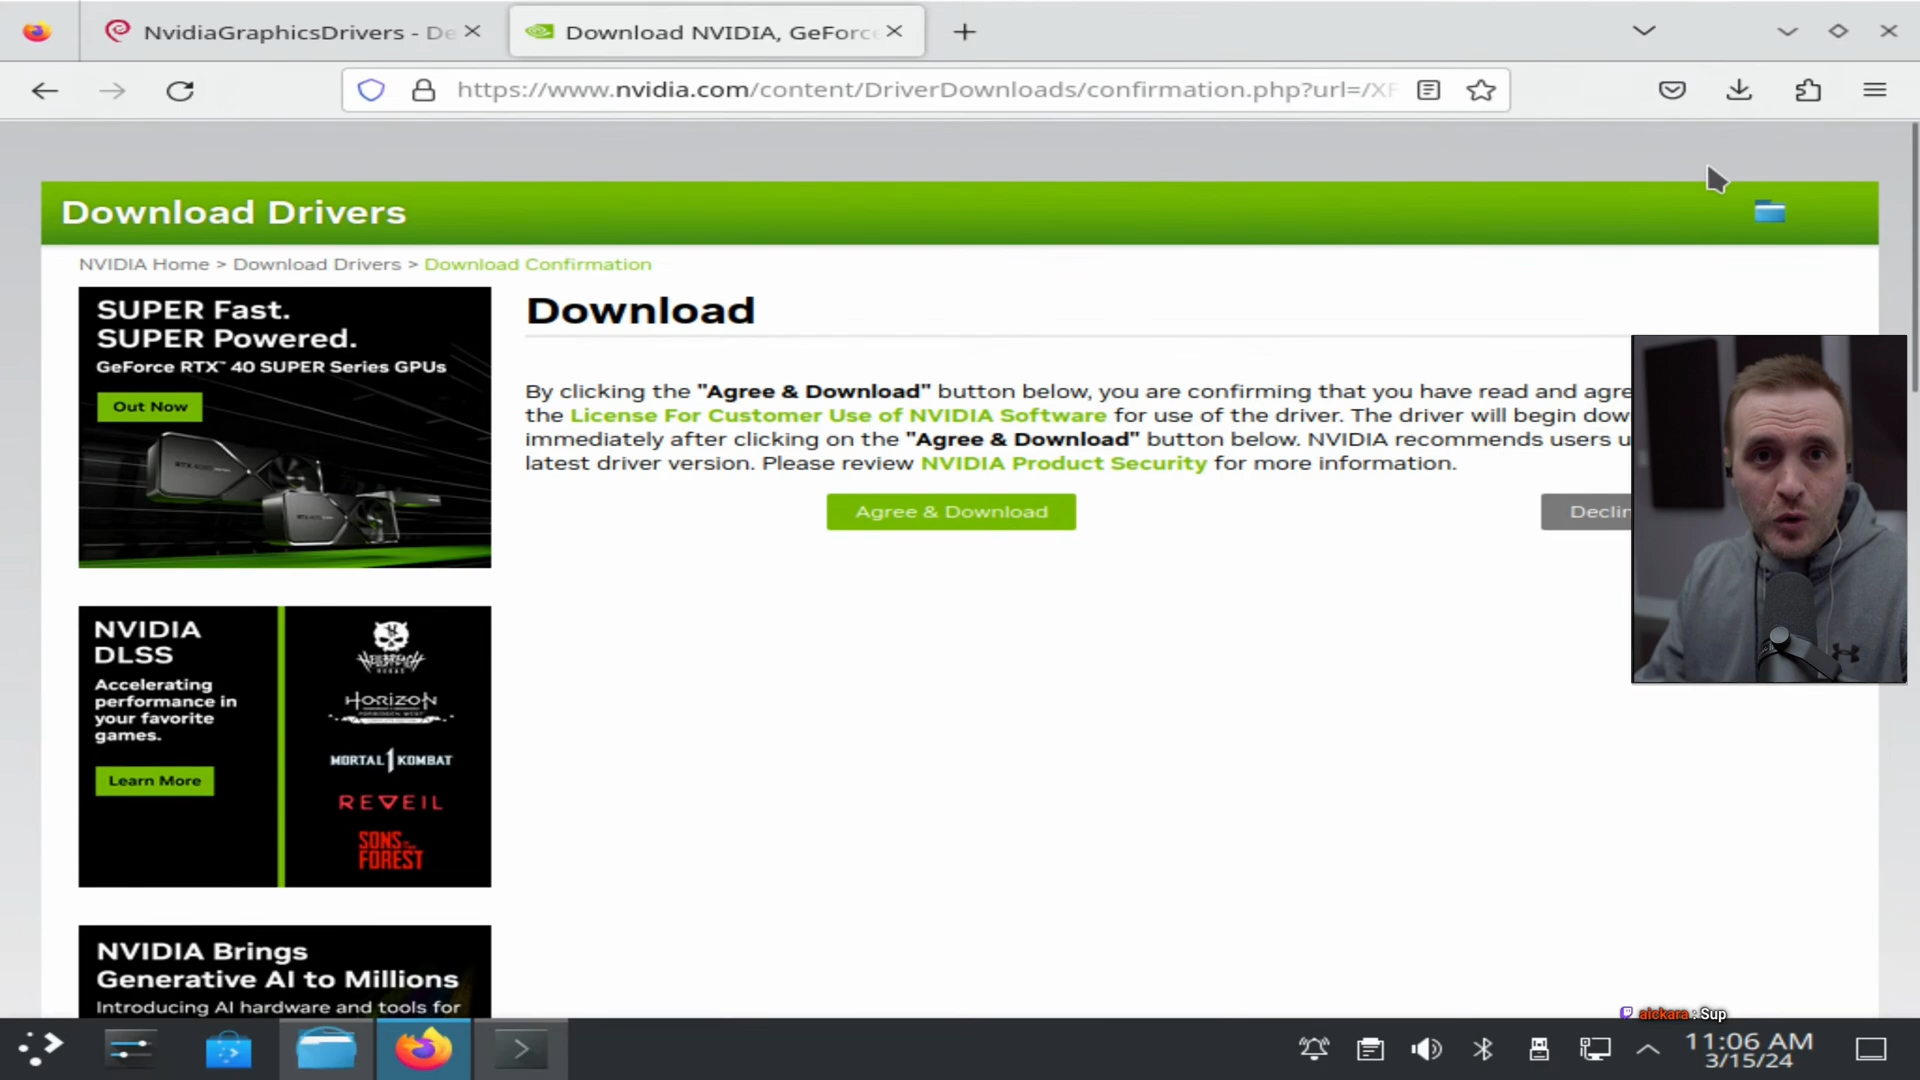 NvidiaGraphicsDrivers - De
Download NVIDIA, GeForce
https://www.nvidia.com/content/DriverDownloads/confirmation.php?url=/XF
Download Drivers
NVIDIA Home > Download Drivers > Download Confirmation
SUPER Fast.
SUPER Powered.
GeForce RTX™ 40 SUPER Series GPUs
Out Now
Download
By clicking the "Agree & Download" button below, you are confirming that you have read and agre
the License For Customer Use of NVIDIA Software for use of the driver. The driver will begin dow
immediately after clicking on the "Agree & Download" button below. NVIDIA recommends users u
latest driver version. Please review NVIDIA Product Security for more information.
Agree & Download
Declin
NVIDIA
DLSS
Accelerating
performance in
your favorite
games.
Learn More
HORIZON
MORTAL KOMBAT 1
REVEIL
SONS
FOREST
NVIDIA Brings
Generative AI to Millions
Introducing AI hardware and tools for
aickara: Sup
11:06 AM
3/15/24